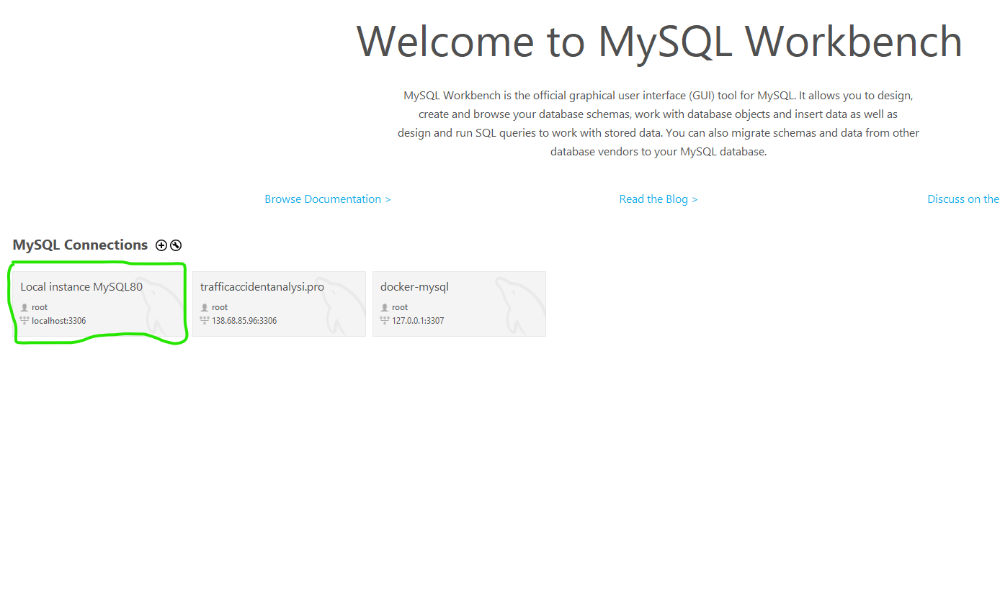 Welcome to MySQL Workbench
MySQL Workbench is the official graphical user interface (GUI) tool for MySQL. It allows you to design,
create and browse your database schemas, work with database objects and insert data as well as
design and run SQL queries to work with stored data. You can also migrate schemas and data from other
database vendors to your MySQL database.
Browse Documentation >
Read the Blog >
Discuss on the
MySQL Connections
Local instance MySQL80
root
localhost:3306
trafficaccidentanalysi.pro
root
138.68.85.96:3306
docker-mysql
root
127.0.0.1:3307